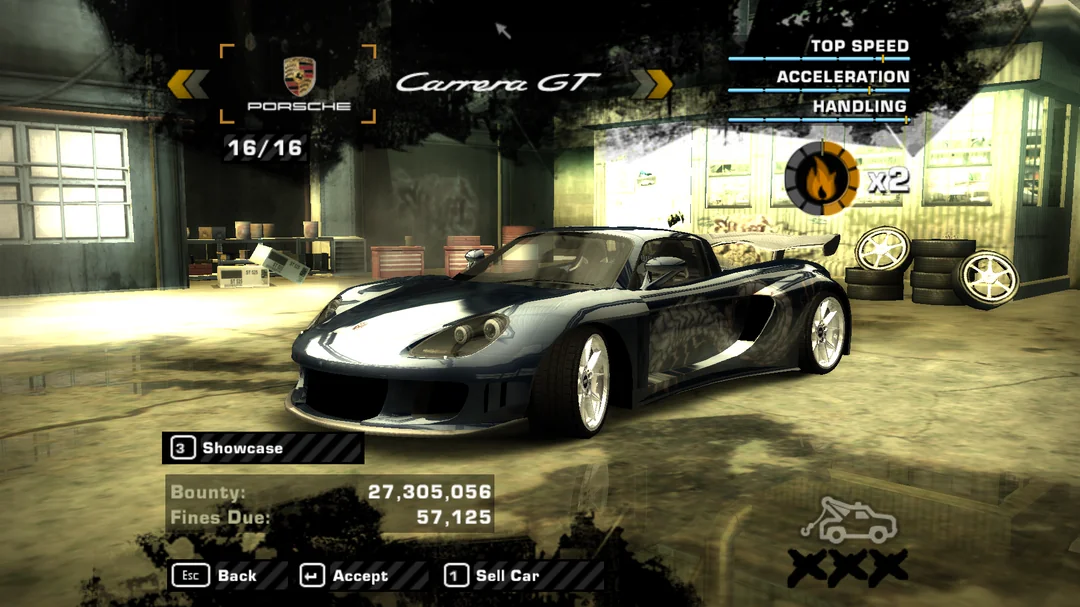 PORSCHE
Carrera GT
16/16
TOP SPEED
ACCELERATION
HANDLING
x2
3 Showcase
Bounty: 27,305,056
Fines Due: 57,125
XXX
Esc Back
↵ Accept
1 Sell Car